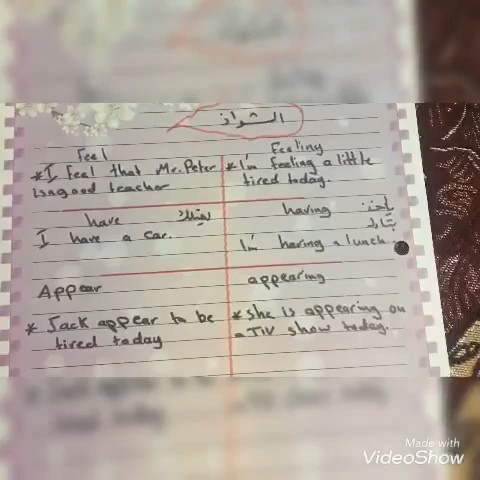 الشواذ
Feel
Feeling
* I feel that Mr. Peter
is a good teacher
* I'm feeling a little
tired today.
have يمتلك
having يأخذ
يتناول
I have a car.
I'm having a lunch.
Appear
appearing
* Jack appear to be
tired today
* She is appearing on
a TIV show today.
Made with
VideoShow